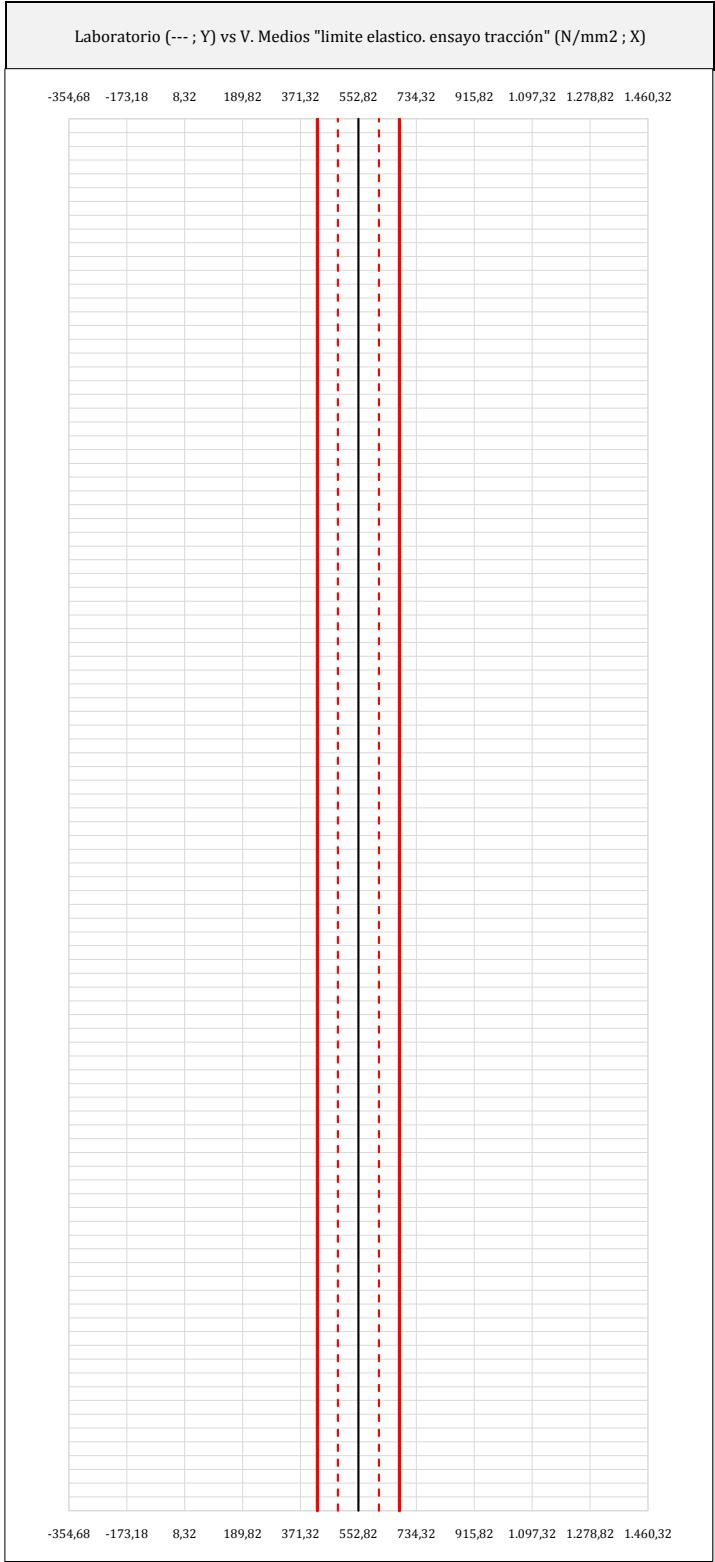 Laboratorio (--- ; Y) vs V. Medios "limite elastico. ensayo tracción" (N/mm2 ; X)
-354,68 -173,18 8,32 189,82 371,32 552,82 734,32 915,82 1.097,32 1.278,82 1.460,32
-354,68 -173,18 8,32 189,82 371,32 552,82 734,32 915,82 1.097,32 1.278,82 1.460,32